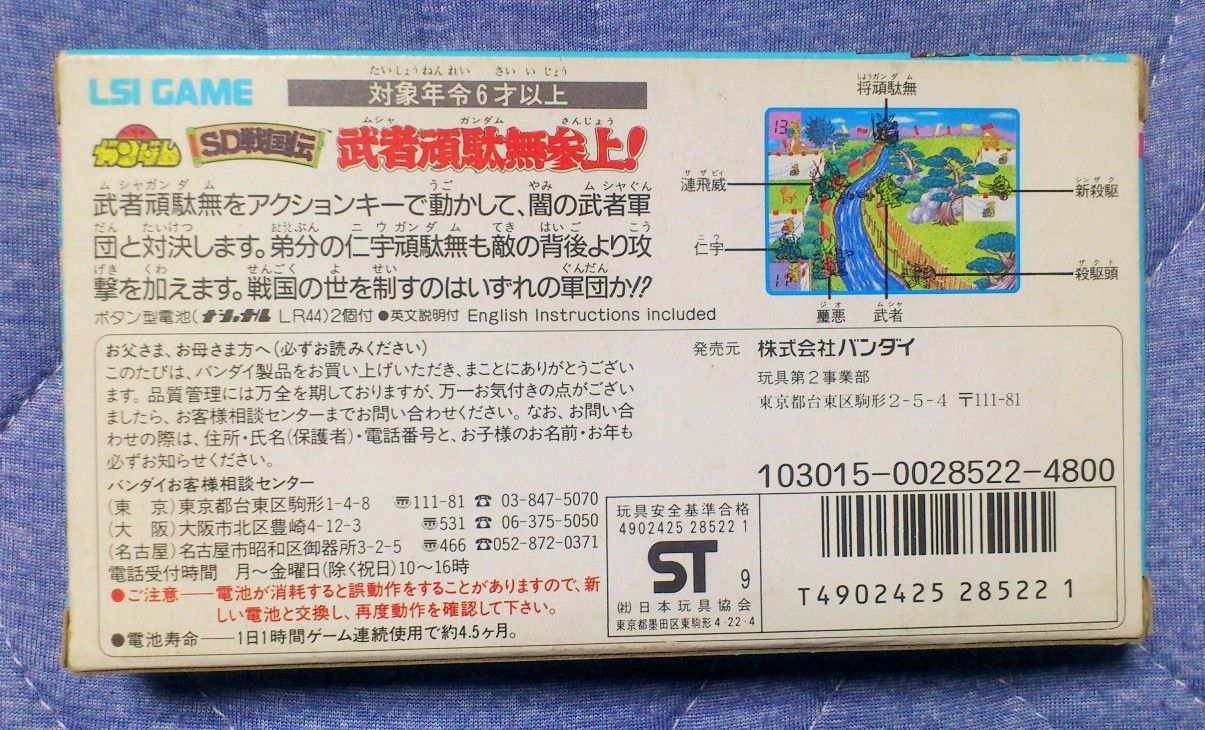 LSI GAME
たいしょうねんれい さい いじょう
対象年令6才以上
ガンダム
SD戦国伝
ムシャ ガンダム さんじょう
武者頑駄無参上!
ムシャガンダム うご やみ ムシャぐん
武者頑駄無をアクションキーで動かして、闇の武者軍
だん たいけつ おとうとぶん ニウガンダム てき はいご こう
団と対決します。弟分の仁宇頑駄無も敵の背後より攻
げき くわ せんごく よ せい ぐんだん
撃を加えます。戦国の世を制すのはいずれの軍団か!?
ボタン型電池(ナショナル LR44)2個付 ●英文説明付 English Instructions included
しょうガンダム
将頑駄無
サザビイ
漣飛威
シンザク
新殺駆
ニウ
仁宇
ザクト
殺駆頭
ジオ
璽悪
ムシャ
武者
13
11
お父さま、お母さま方へ(必ずお読みください)
このたびは、バンダイ製品をお買い上げいただき、まことにありがとうござい
ます。品質管理には万全を期しておりますが、万一お気付きの点がござい
ましたら、お客様相談センターまでお問い合わせください。なお、お問い合
わせの際は、住所・氏名(保護者)・電話番号と、お子様のお名前・お年も
必ずお知らせください。
バンダイお客様相談センター
(東 京)東京都台東区駒形1-4-8 〠111-81 ☎ 03-847-5070
(大 阪)大阪市北区豊崎4-12-3 〠531 ☎ 06-375-5050
(名古屋)名古屋市昭和区御器所3-2-5 〠466 ☎052-872-0371
電話受付時間 月〜金曜日(除く祝日)10〜16時
●ご注意——電池が消耗すると誤動作をすることがありますので、新
しい電池と交換し、再度動作を確認して下さい。
●電池寿命——1日1時間ゲーム連続使用で約4.5ヶ月。
発売元 株式会社バンダイ
玩具第2事業部
東京都台東区駒形2-5-4 〒111-81
103015-0028522-4800
玩具安全基準合格
4902425 28522 1
ST 9
(社)日本玩具協会
東京都墨田区東駒形4-22-4
T4902425 28522 1